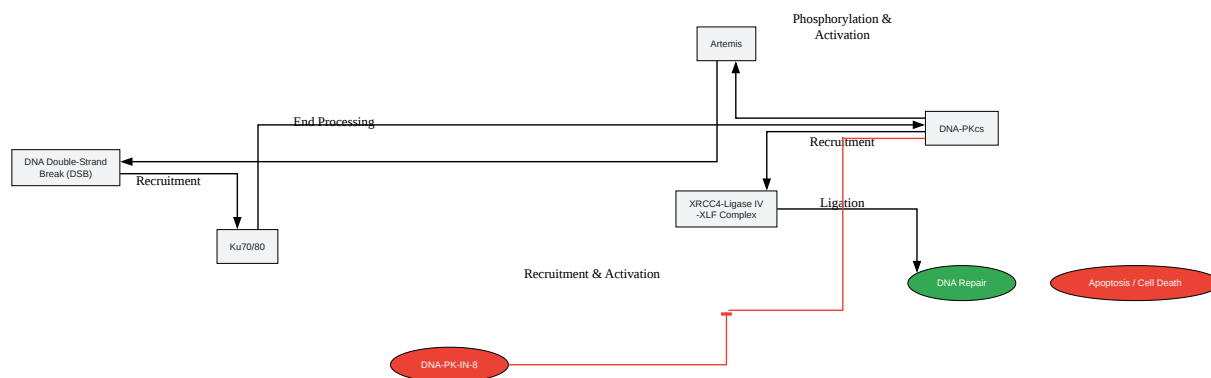 Phosphorylation &
Activation
Artemis
End Processing
DNA-PKcs
Recruitment
DNA Double-Strand
Break (DSB)
Recruitment
XRCC4-Ligase IV
-XLF Complex
Ligation
Ku70/80
Recruitment & Activation
DNA Repair
Apoptosis / Cell Death
DNA-PK-IN-8